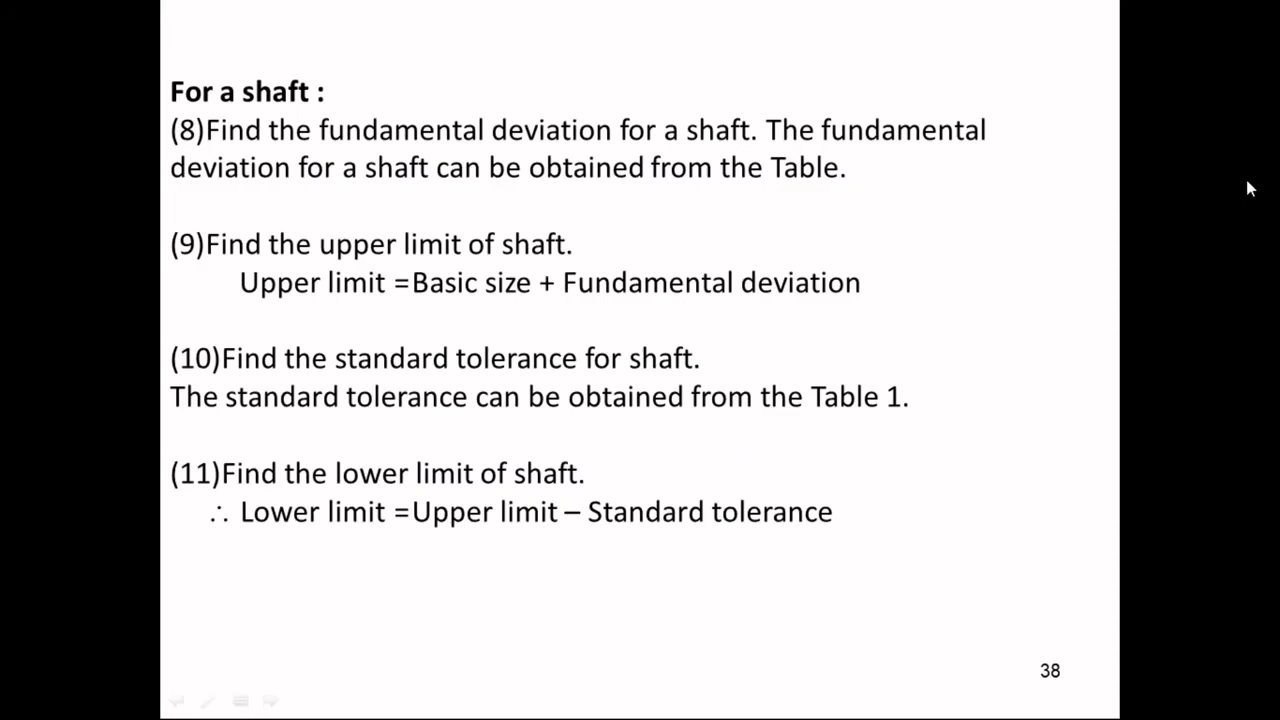 For a shaft :
(8)Find the fundamental deviation for a shaft. The fundamental
deviation for a shaft can be obtained from the Table.
(9)Find the upper limit of shaft.
Upper limit =Basic size + Fundamental deviation
(10)Find the standard tolerance for shaft.
The standard tolerance can be obtained from the Table 1.
(11)Find the lower limit of shaft.
∴ Lower limit =Upper limit – Standard tolerance
38